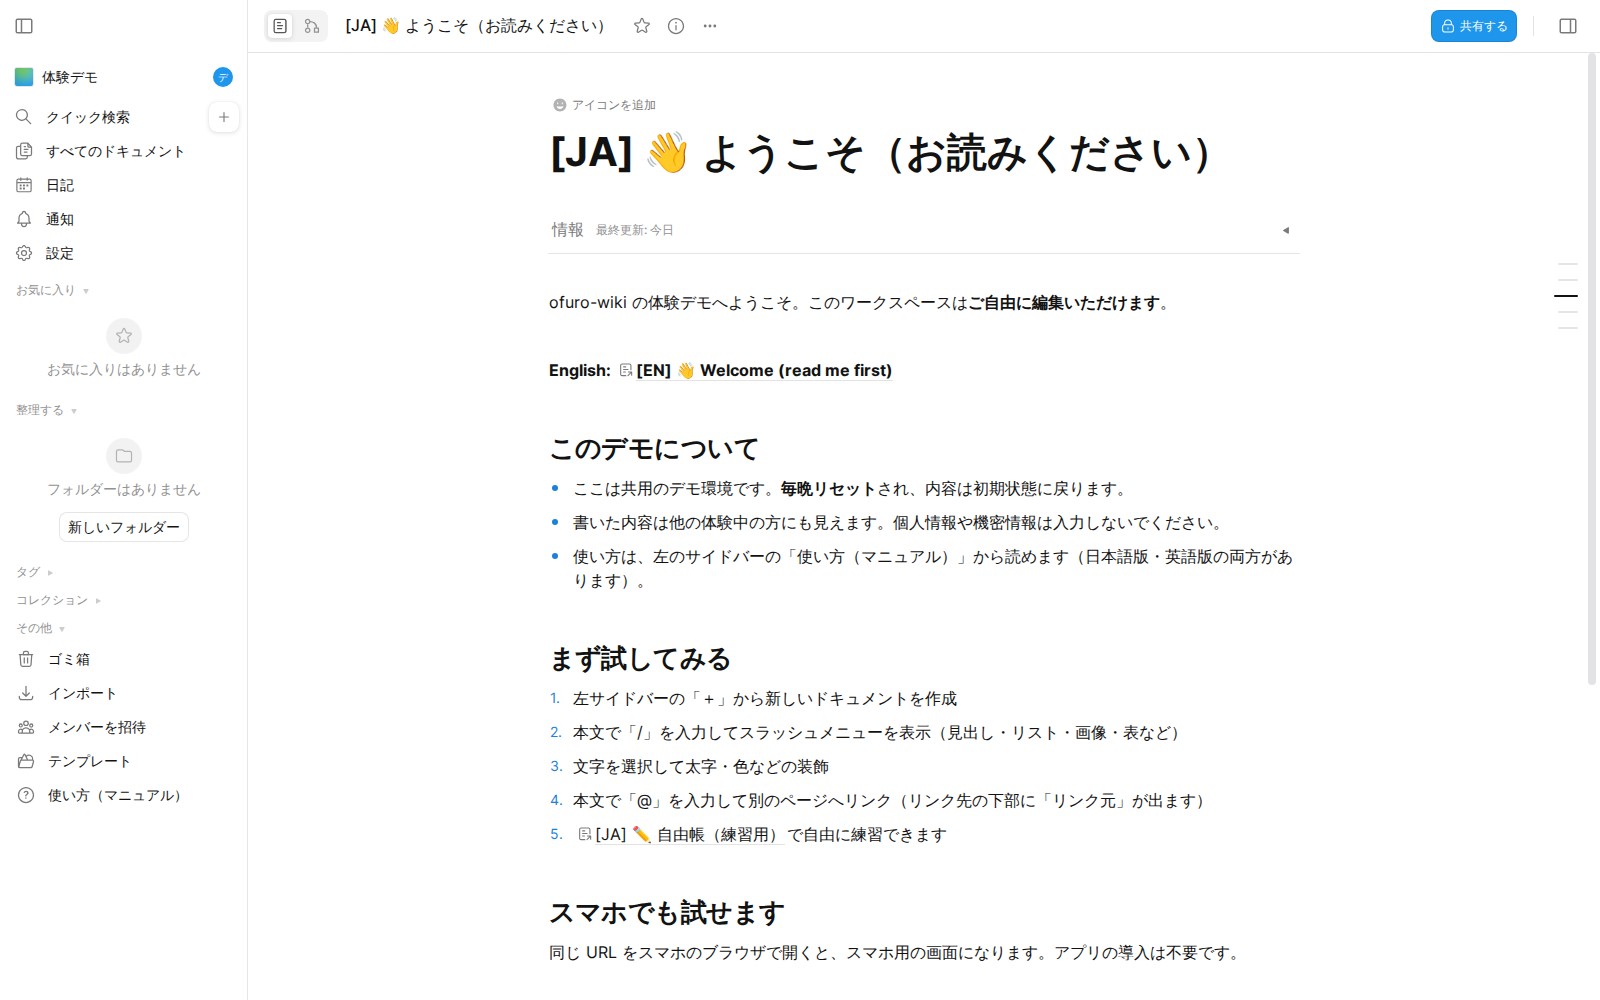 [JA] 👋 ようこそ（お読みください）
共有する
体験デモ
デ
クイック検索
すべてのドキュメント
日記
通知
設定
お気に入り
お気に入りはありません
整理する
フォルダーはありません
新しいフォルダー
タグ
コレクション
その他
ゴミ箱
インポート
メンバーを招待
テンプレート
使い方（マニュアル）
アイコンを追加
[JA] 👋 ようこそ（お読みください）
情報 最終更新: 今日
ofuro-wiki の体験デモへようこそ。このワークスペースはご自由に編集いただけます。
English: [EN] 👋 Welcome (read me first)
このデモについて
• ここは共用のデモ環境です。毎晩リセットされ、内容は初期状態に戻ります。
• 書いた内容は他の体験中の方にも見えます。個人情報や機密情報は入力しないでください。
• 使い方は、左のサイドバーの「使い方（マニュアル）」から読めます（日本語版・英語版の両方があ
ります）。
まず試してみる
1. 左サイドバーの「＋」から新しいドキュメントを作成
2. 本文で「/」を入力してスラッシュメニューを表示（見出し・リスト・画像・表など）
3. 文字を選択して太字・色などの装飾
4. 本文で「@」を入力して別のページへリンク（リンク先の下部に「リンク元」が出ます）
5. [JA] ✏️ 自由帳（練習用）で自由に練習できます
スマホでも試せます
同じ URL をスマホのブラウザで開くと、スマホ用の画面になります。アプリの導入は不要です。